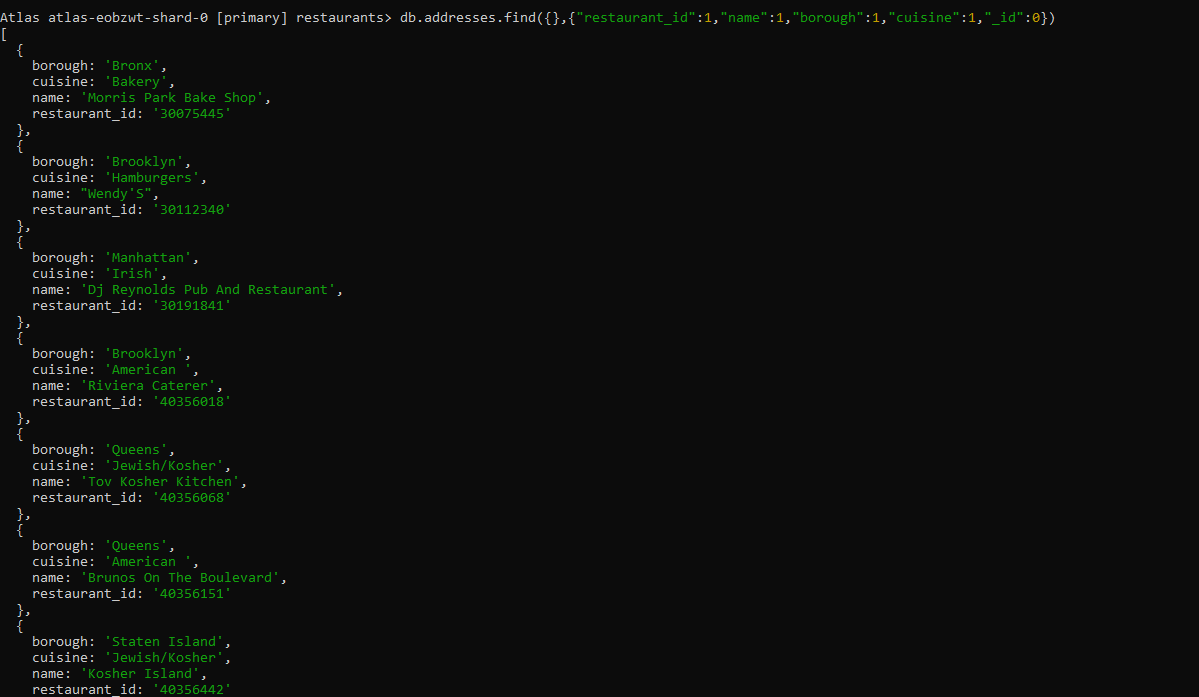 Atlas atlas-eobzwt-shard-0 [primary] restaurants> db.addresses.find({},{"restaurant_id":1,"name":1,"borough":1,"cuisine":1,"_id":0})
[
  {
    borough: 'Bronx',
    cuisine: 'Bakery',
    name: 'Morris Park Bake Shop',
    restaurant_id: '30075445'
  },
  {
    borough: 'Brooklyn',
    cuisine: 'Hamburgers',
    name: "Wendy'S",
    restaurant_id: '30112340'
  },
  {
    borough: 'Manhattan',
    cuisine: 'Irish',
    name: 'Dj Reynolds Pub And Restaurant',
    restaurant_id: '30191841'
  },
  {
    borough: 'Brooklyn',
    cuisine: 'American ',
    name: 'Riviera Caterer',
    restaurant_id: '40356018'
  },
  {
    borough: 'Queens',
    cuisine: 'Jewish/Kosher',
    name: 'Tov Kosher Kitchen',
    restaurant_id: '40356068'
  },
  {
    borough: 'Queens',
    cuisine: 'American ',
    name: 'Brunos On The Boulevard',
    restaurant_id: '40356151'
  },
  {
    borough: 'Staten Island',
    cuisine: 'Jewish/Kosher',
    name: 'Kosher Island',
    restaurant_id: '40356442'